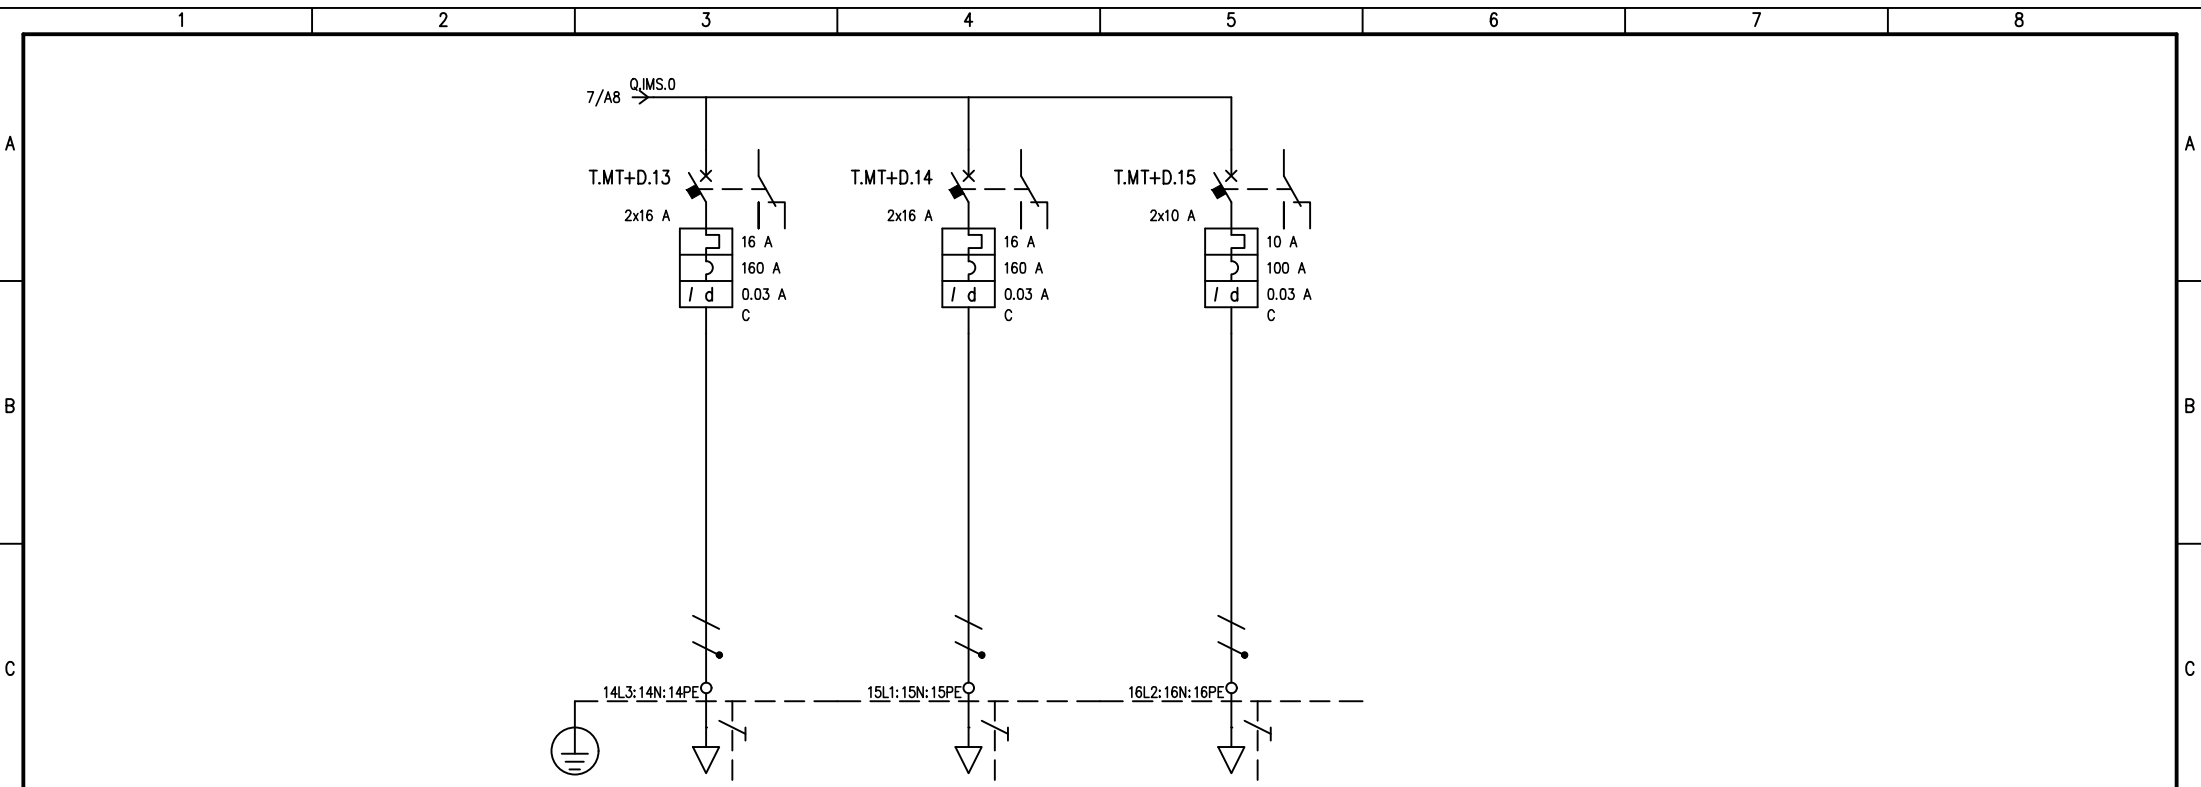 1 2 3 4 5 6 7 8
Q.IMS.0
7/A8
A A
T.MT+D.13 T.MT+D.14 T.MT+D.15
2x16 A 2x16 A 2x10 A
16 A 16 A 10 A
160 A 160 A 100 A
I d 0.03 A I d 0.03 A I d 0.03 A
C C C
B B
C C
14L3:14N:14PE 15L1:15N:15PE 16L2:16N:16PE